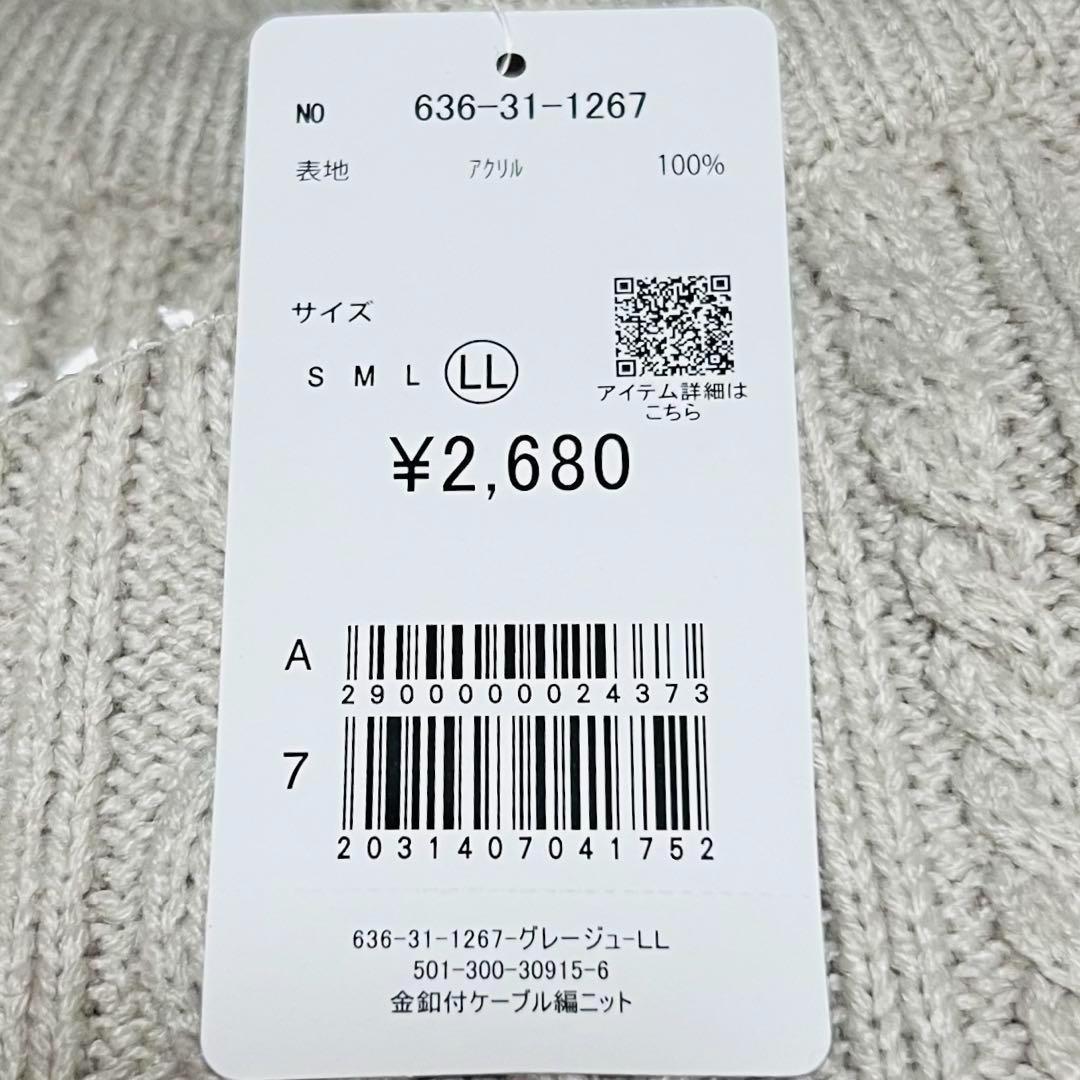 NO 636-31-1267
表地 アクリル 100%
サイズ
S M L LL
アイテム詳細は
こちら
¥2,680
A
2900000024373
7
2031407041752
636-31-1267-グレージュ-LL
501-300-30915-6
金釦付ケーブル編ニット